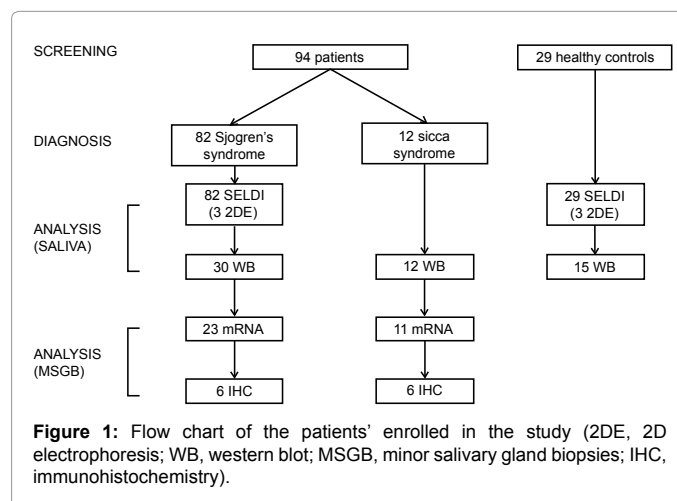 SCREENING
94 patients
29 healthy controls
DIAGNOSIS
82 Sjogren's
syndrome
12 sicca
syndrome
ANALYSIS
(SALIVA)
82 SELDI
(3 2DE)
29 SELDI
(3 2DE)
30 WB
12 WB
15 WB
ANALYSIS
(MSGB)
23 mRNA
11 mRNA
6 IHC
6 IHC
Figure 1: Flow chart of the patients' enrolled in the study (2DE, 2D
electrophoresis; WB, western blot; MSGB, minor salivary gland biopsies; IHC,
immunohistochemistry).